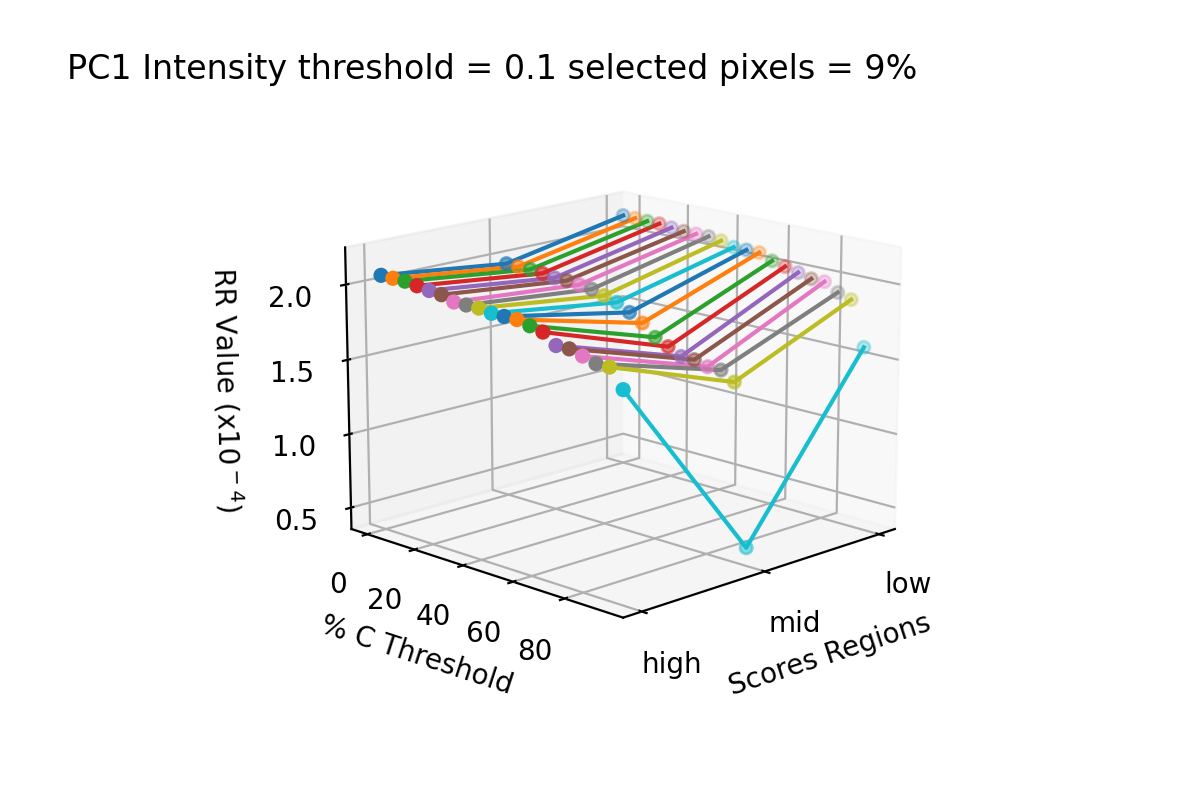 PC1 Intensity threshold = 0.1 selected pixels = 9%
RR Value (x10⁻⁴)
2.0
1.5
1.0
0.5
0
20
40
60
80
% C Threshold
high
mid
low
Scores Regions